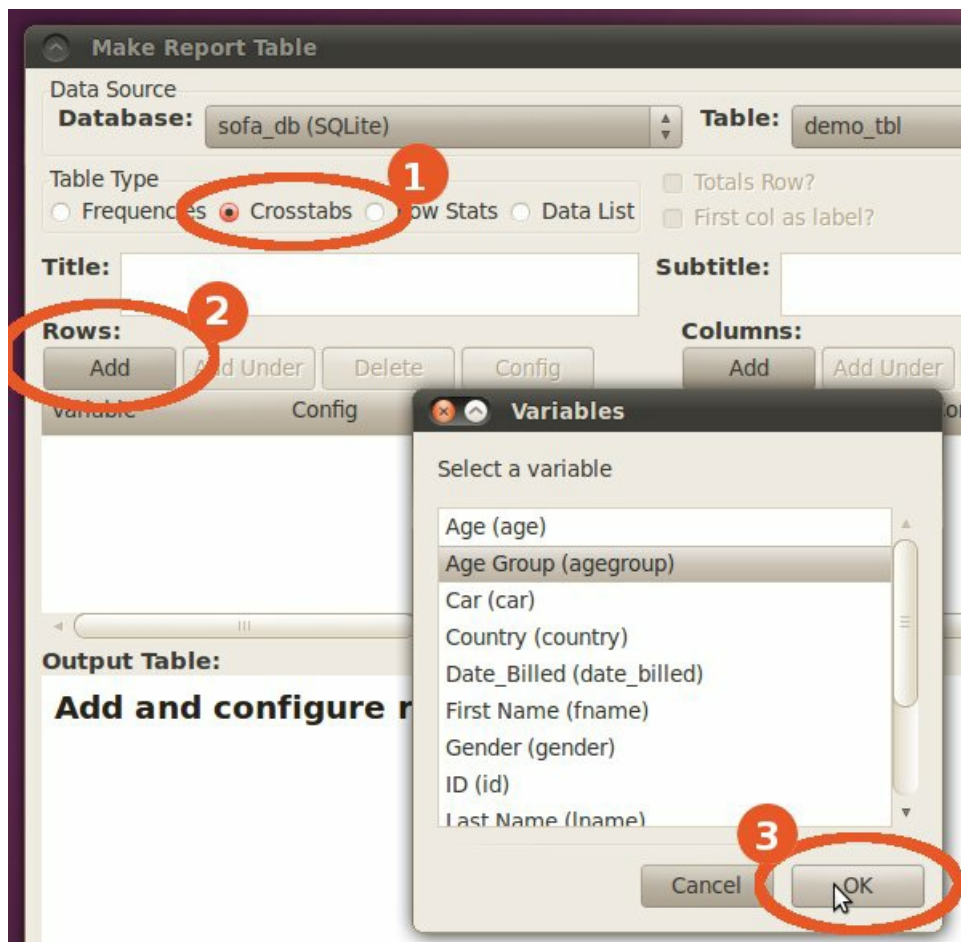 Make Report Table
Data Source
Database: sofa_db (SQLite) Table: demo_tbl
Table Type
1
Frequencies Crosstabs Row Stats Data List
Totals Row?
First col as label?
Title: Subtitle:
2
Rows: Columns:
Add Add Under Delete Config Add Add Under
Variable Config
Variables
Select a variable
Age (age)
Age Group (agegroup)
Car (car)
Country (country)
Date_Billed (date_billed)
First Name (fname)
Gender (gender)
ID (id)
Last Name (lname)
Output Table:
Add and configure
3
Cancel OK